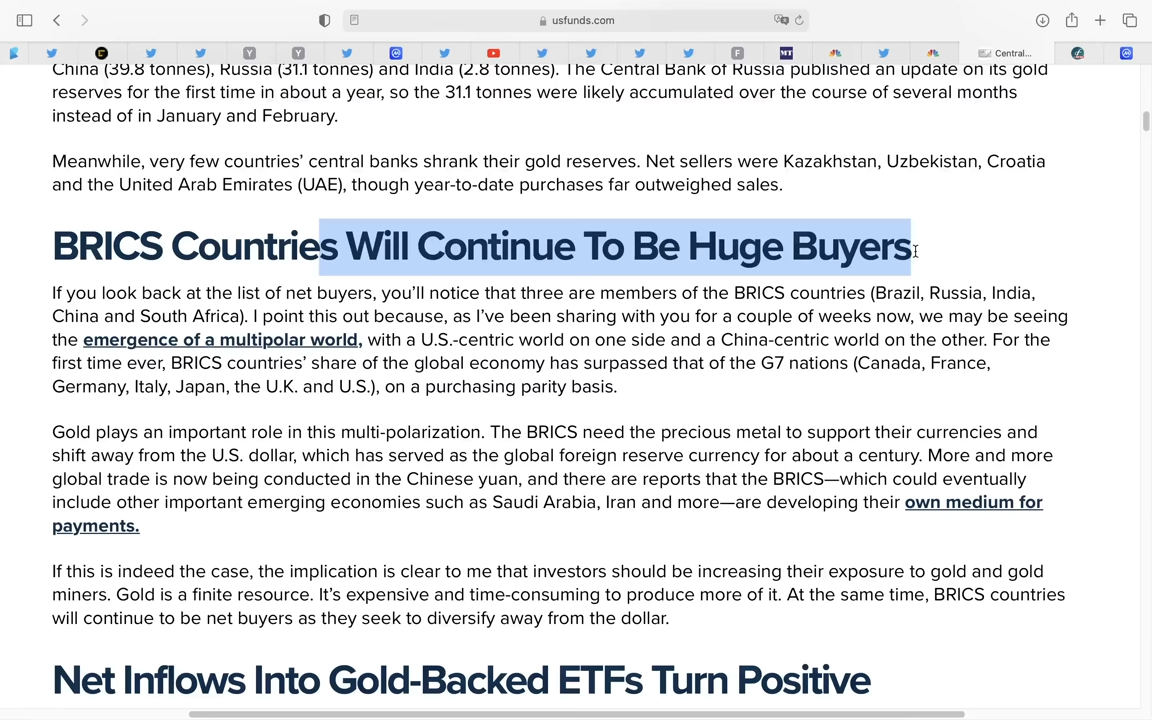 usfunds.com
Y
Y
F
MT
Central...
China (39.8 tonnes), Russia (31.1 tonnes) and India (2.8 tonnes). The Central Bank of Russia published an update on its gold
reserves for the first time in about a year, so the 31.1 tonnes were likely accumulated over the course of several months
instead of in January and February.
Meanwhile, very few countries’ central banks shrank their gold reserves. Net sellers were Kazakhstan, Uzbekistan, Croatia
and the United Arab Emirates (UAE), though year-to-date purchases far outweighed sales.
BRICS Countries Will Continue To Be Huge Buyers
If you look back at the list of net buyers, you’ll notice that three are members of the BRICS countries (Brazil, Russia, India,
China and South Africa). I point this out because, as I’ve been sharing with you for a couple of weeks now, we may be seeing
the emergence of a multipolar world, with a U.S.-centric world on one side and a China-centric world on the other. For the
first time ever, BRICS countries’ share of the global economy has surpassed that of the G7 nations (Canada, France,
Germany, Italy, Japan, the U.K. and U.S.), on a purchasing parity basis.
Gold plays an important role in this multi-polarization. The BRICS need the precious metal to support their currencies and
shift away from the U.S. dollar, which has served as the global foreign reserve currency for about a century. More and more
global trade is now being conducted in the Chinese yuan, and there are reports that the BRICS—which could eventually
include other important emerging economies such as Saudi Arabia, Iran and more—are developing their own medium for
payments.
If this is indeed the case, the implication is clear to me that investors should be increasing their exposure to gold and gold
miners. Gold is a finite resource. It’s expensive and time-consuming to produce more of it. At the same time, BRICS countries
will continue to be net buyers as they seek to diversify away from the dollar.
Net Inflows Into Gold-Backed ETFs Turn Positive